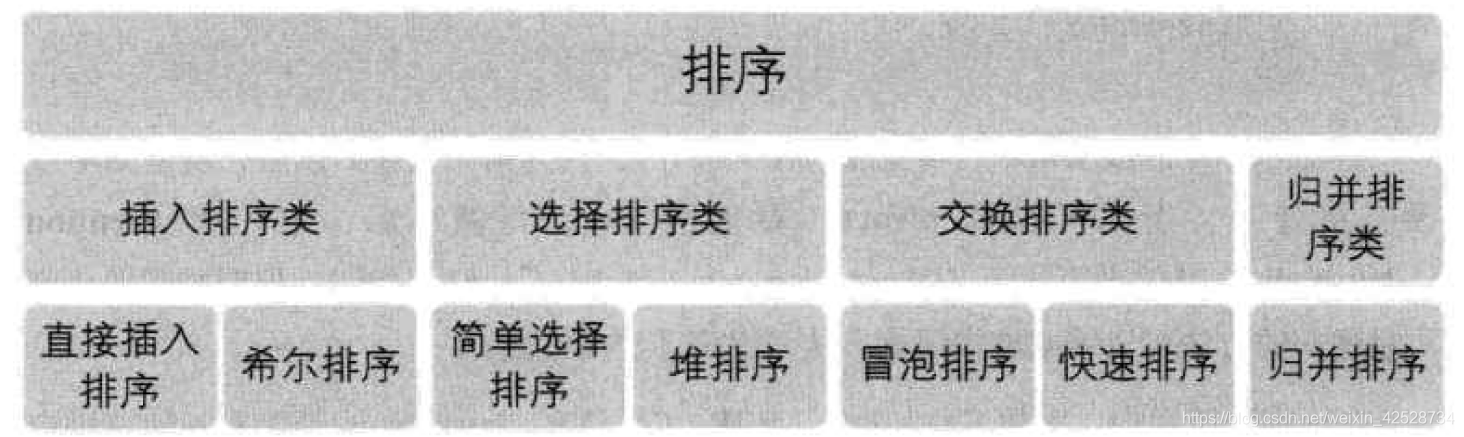 排序
插入排序类
选择排序类
交换排序类
归并排
序类
直接插入
排序
希尔排序
简单选择
排序
堆排序
冒泡排序
快速排序
归并排序
https://blog.csdn.net/weixin_42528734